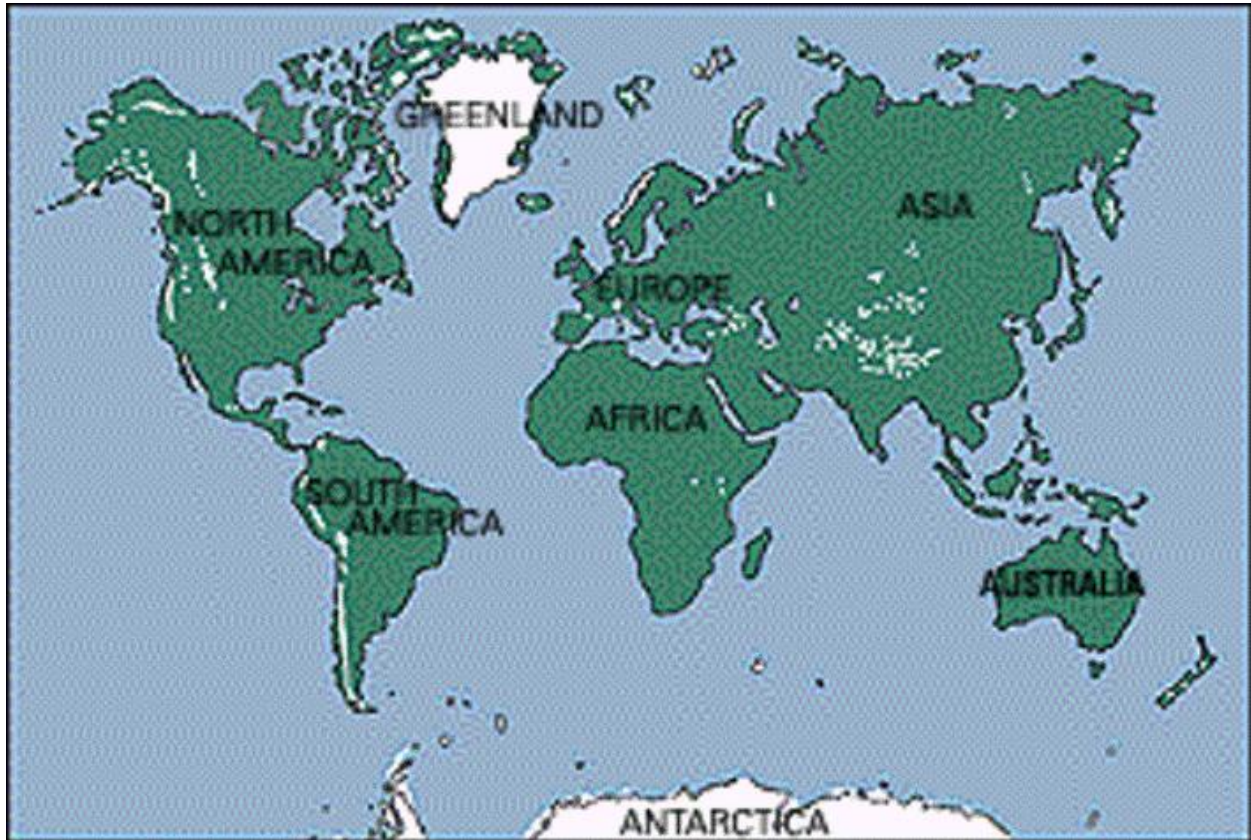 GREENLAND
NORTH
AMERICA
ASIA
EUROPE
AFRICA
SOUTH
AMERICA
AUSTRALIA
ANTARCTICA